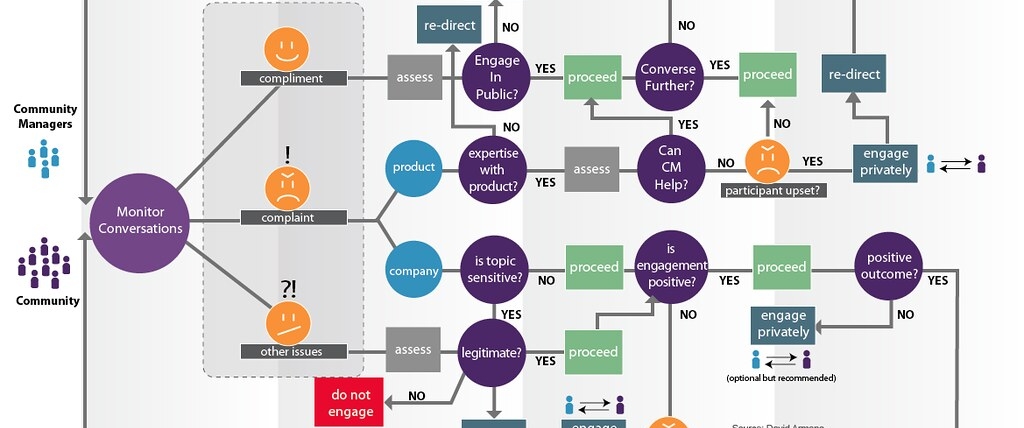 re-direct
NO
NO
Engage
In
Public?
assess
YES
proceed
Converse
Further?
YES
proceed
re-direct
compliment
Community
Managers
!
NO
YES
NO
product
expertise
with
product?
YES
assess
Can
CM
Help?
NO
YES
engage
privately
participant upset?
Monitor
Conversations
complaint
company
is topic
sensitive?
NO
proceed
is
engagement
positive?
YES
proceed
positive
outcome?
YES
Community
?!
YES
NO
NO
engage
privately
other issues
assess
legitimate?
YES
proceed
(optional but recommended)
do not
engage
NO
engage
Source: David Armano